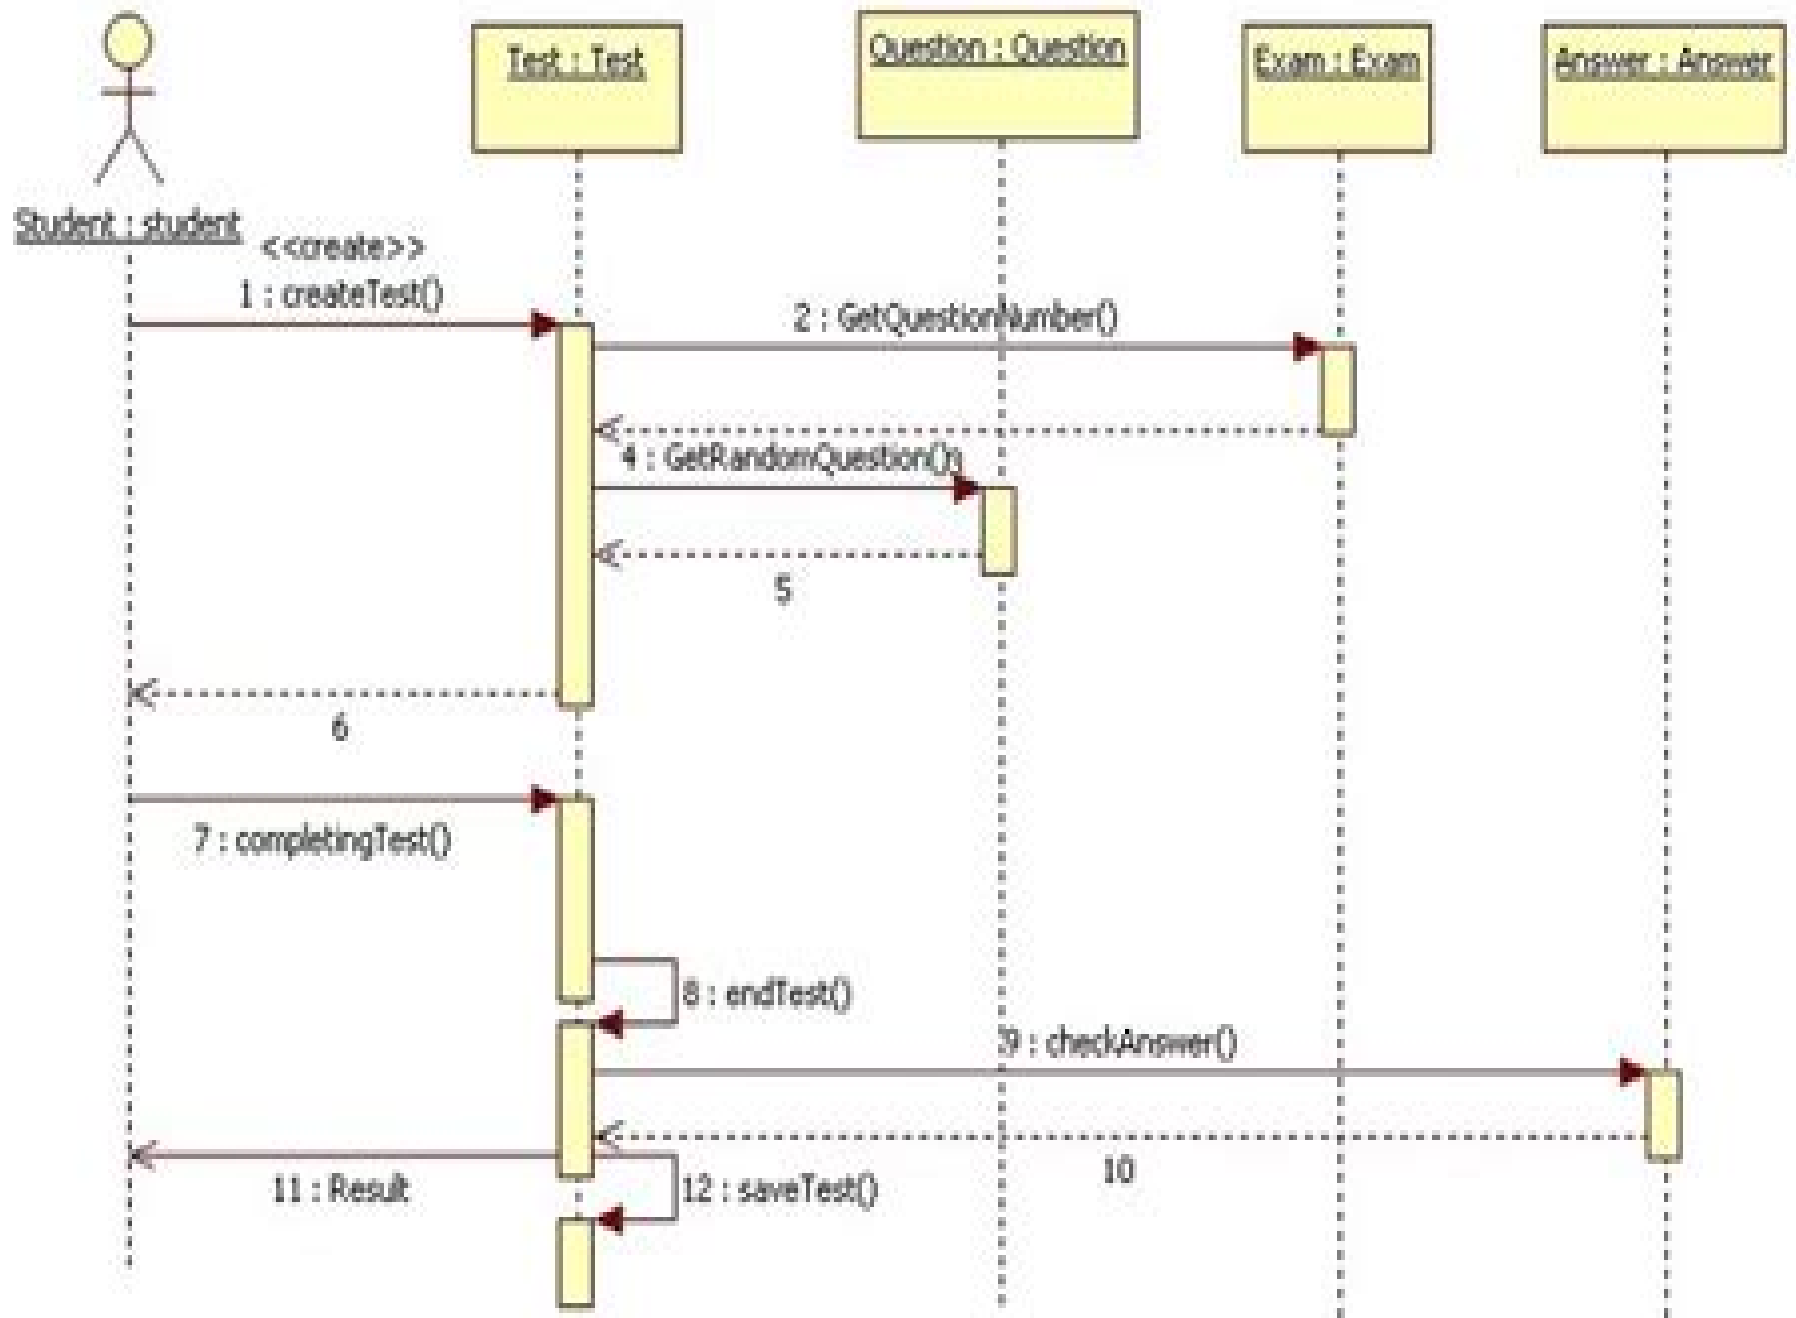 Test : Test
Question : Question
Exam : Exam
Answer : Answer
Student : student
<<create>>
1 : createTest()
2 : GetQuestionNumber()
4 : GetRandomQuestion()
5
6
7 : completingTest()
8 : endTest()
9 : checkAnswer()
10
11 : Result
12 : saveTest()